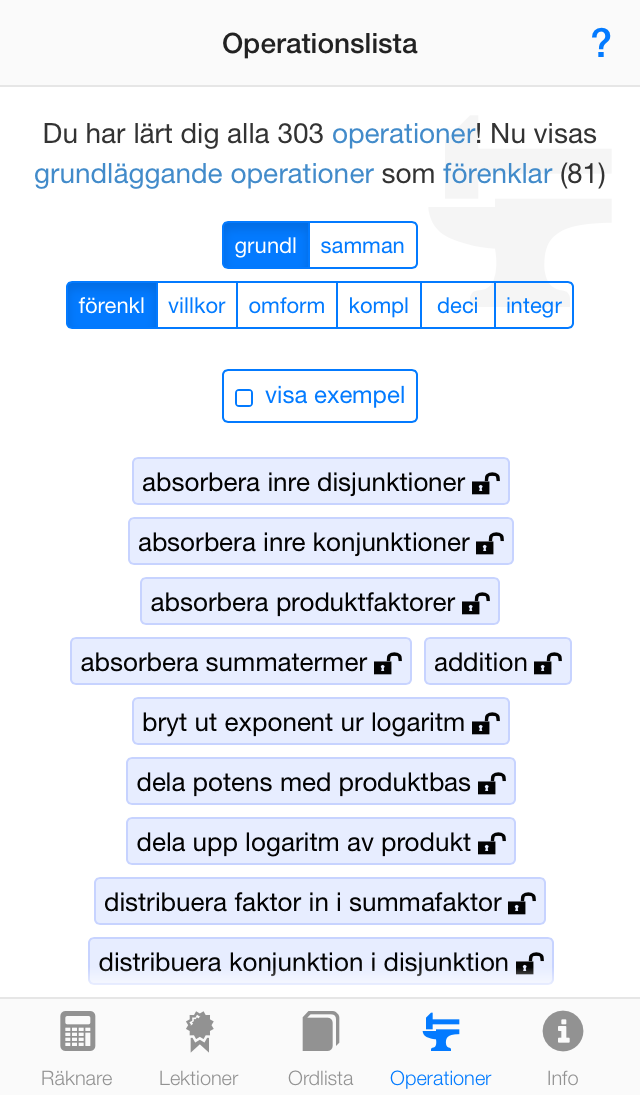 Operationslista
?
Du har lärt dig alla 303 operationer! Nu visas
grundläggande operationer som förenklar (81)
grundl samman
förenkl villkor omform kompl deci integr
visa exempel
absorbera inre disjunktioner
absorbera inre konjunktioner
absorbera produktfaktorer
absorbera summatermer addition
bryt ut exponent ur logaritm
dela potens med produktbas
dela upp logaritm av produkt
distribuera faktor in i summafaktor
distribuera konjunktion i disjunktion
Räknare Lektioner Ordlista Operationer Info